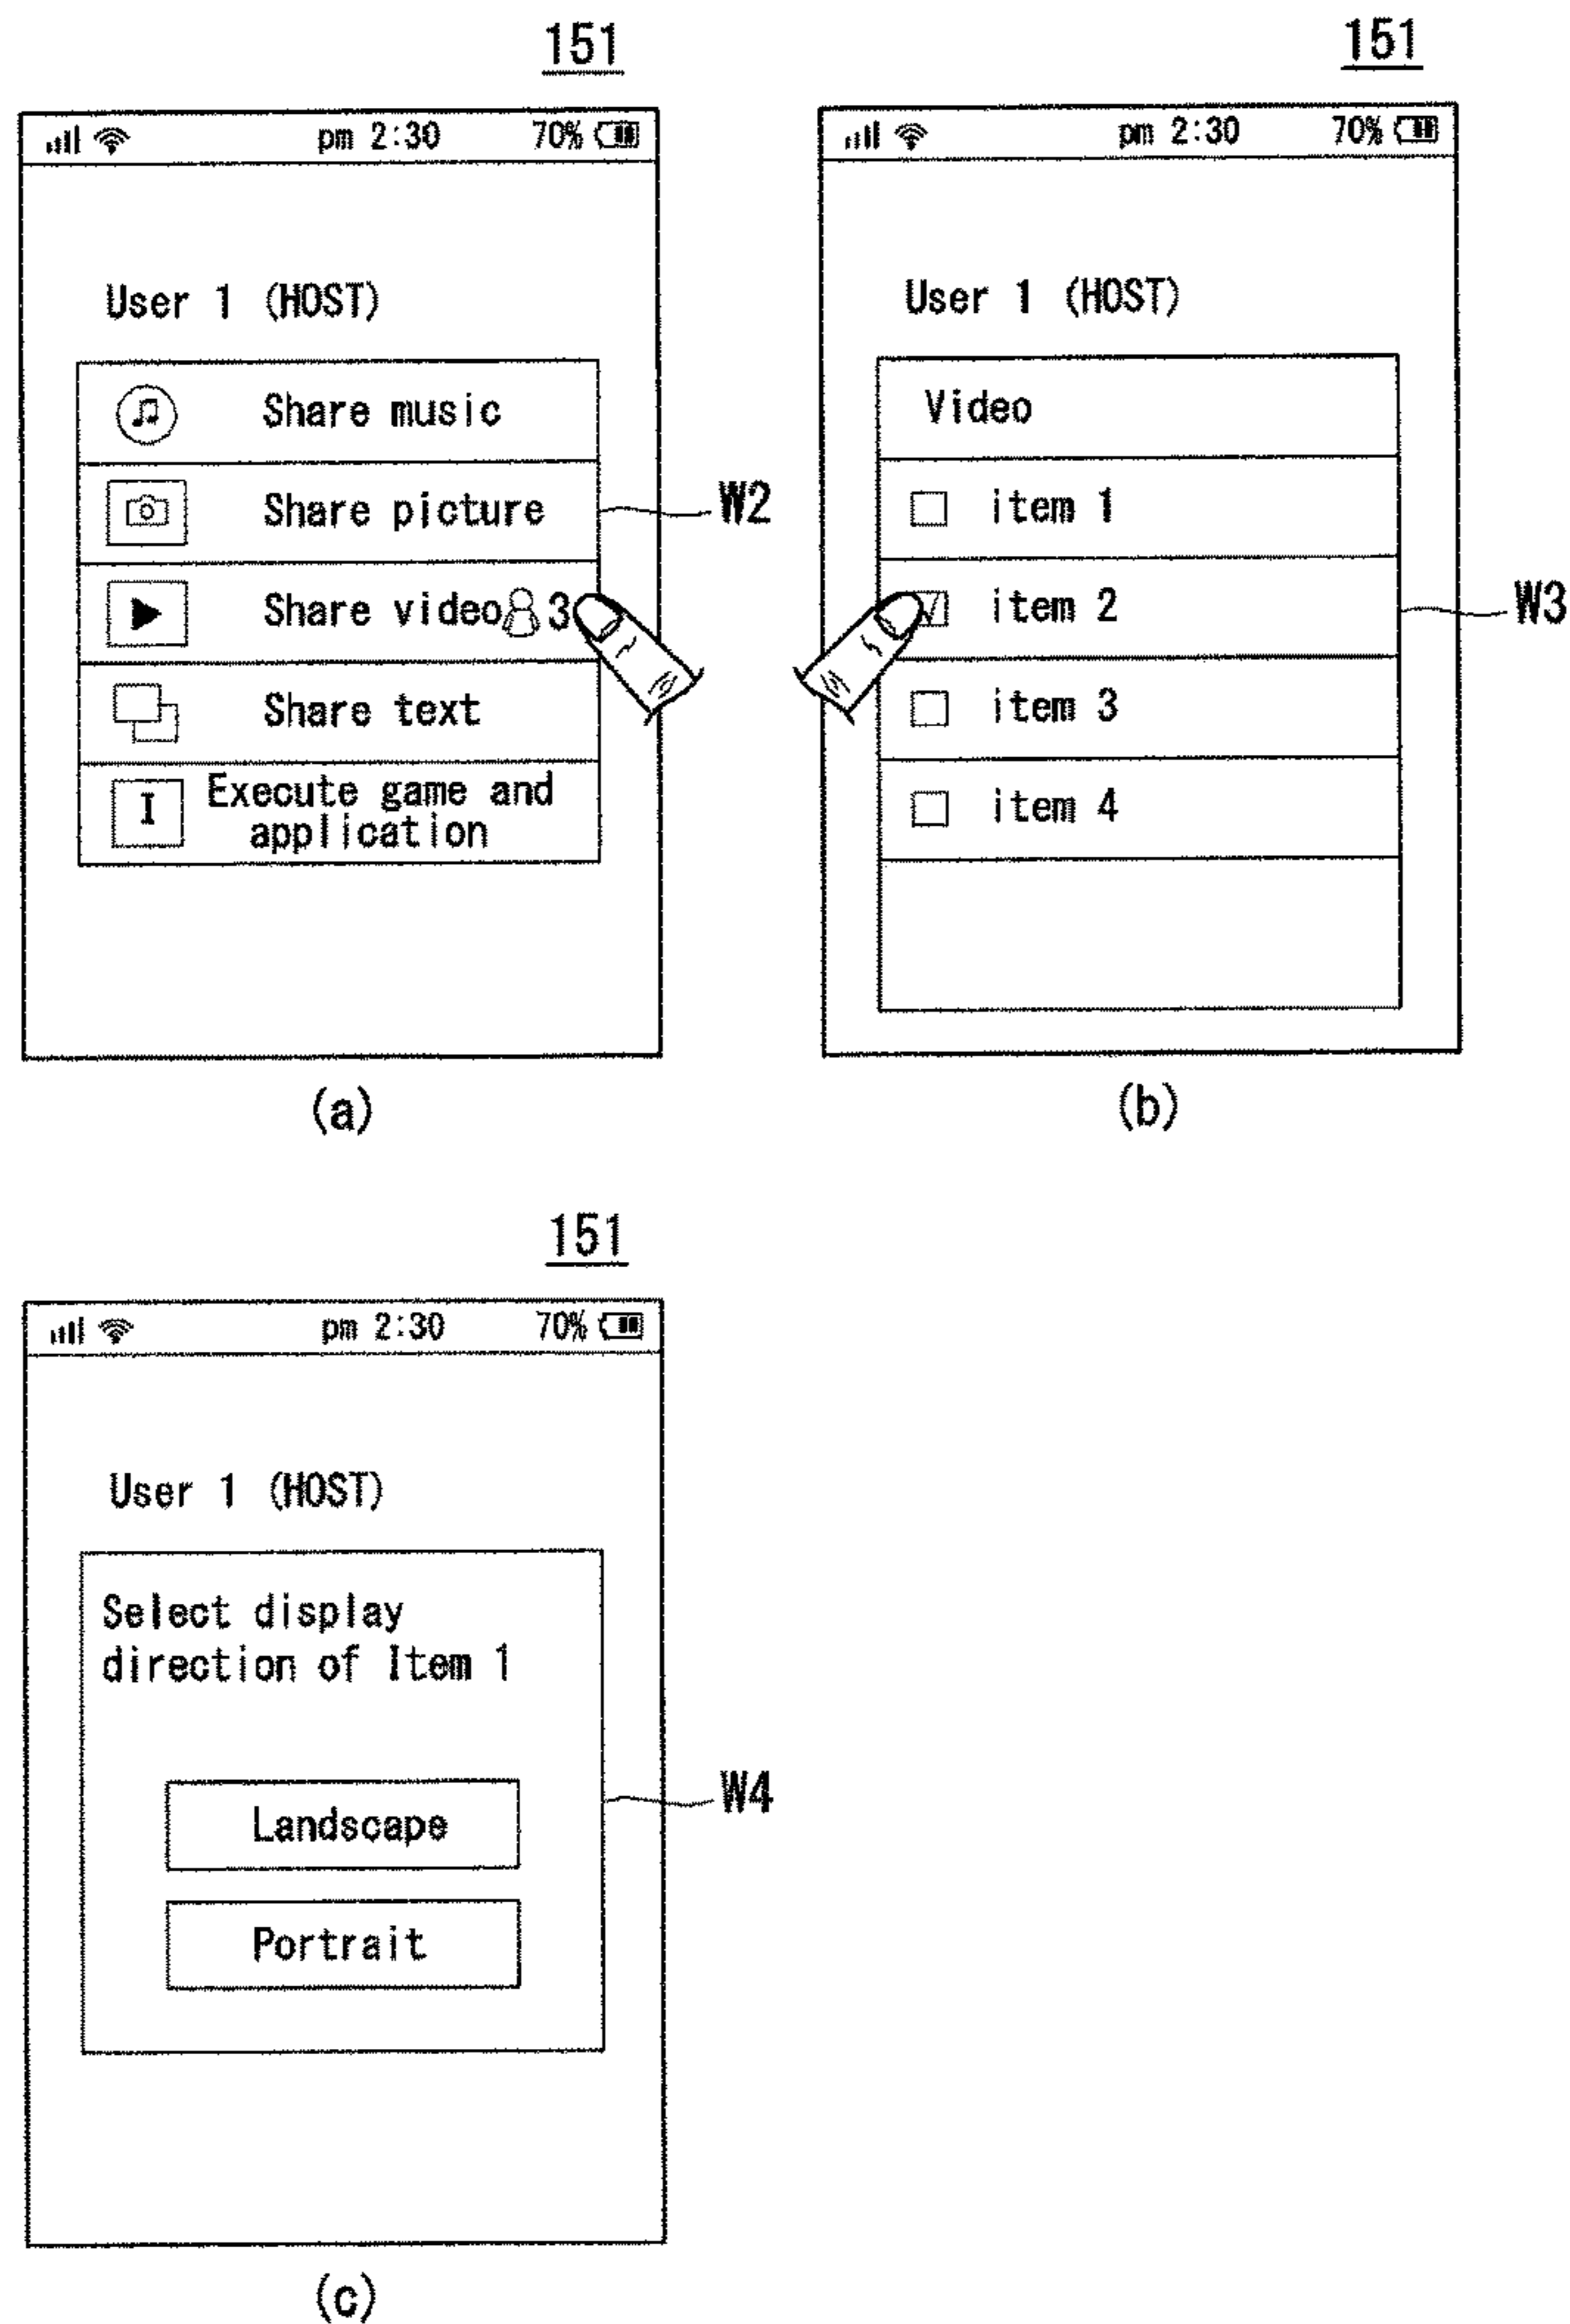 151
pm 2:30 70%
User 1 (HOST)
Share music
Share picture
W2
Share video 3
Share text
I Execute game and
application
(a)
151
pm 2:30 70%
User 1 (HOST)
Video
item 1
item 2
W3
item 3
item 4
(b)
151
pm 2:30 70%
User 1 (HOST)
Select display
direction of Item 1
W4
Landscape
Portrait
(c)